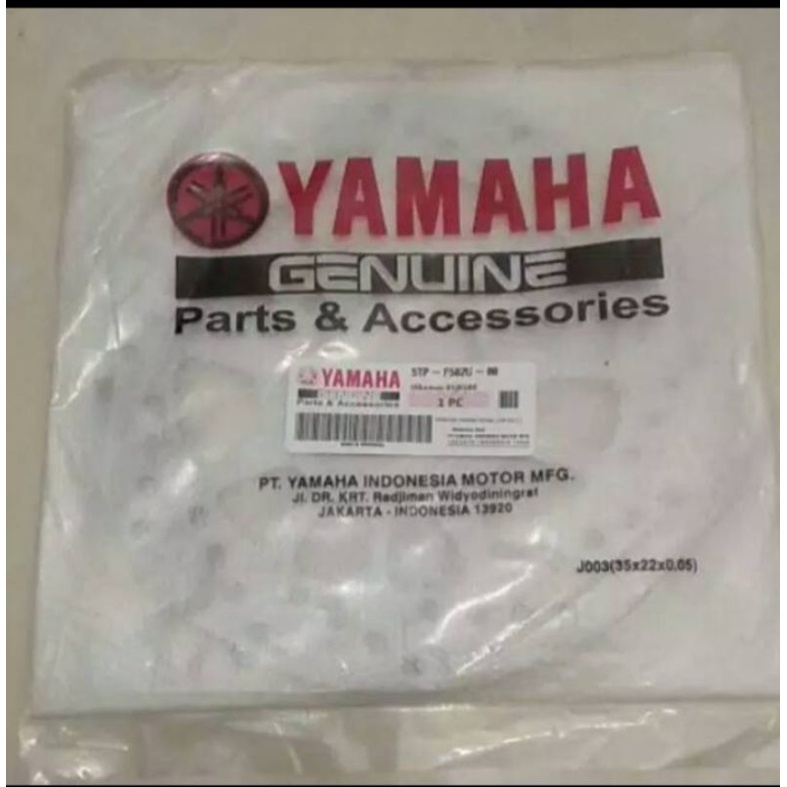 YAMAHA
GENUINE
Parts & Accessories
YAMAHA
GENUINE
Parts & Accessories
1 PC
PT. YAMAHA INDONESIA MOTOR MFG.
Jl. DR. KRT. Radjiman Widyodiningrat
JAKARTA - INDONESIA 13920
J003(35x22x0,05)